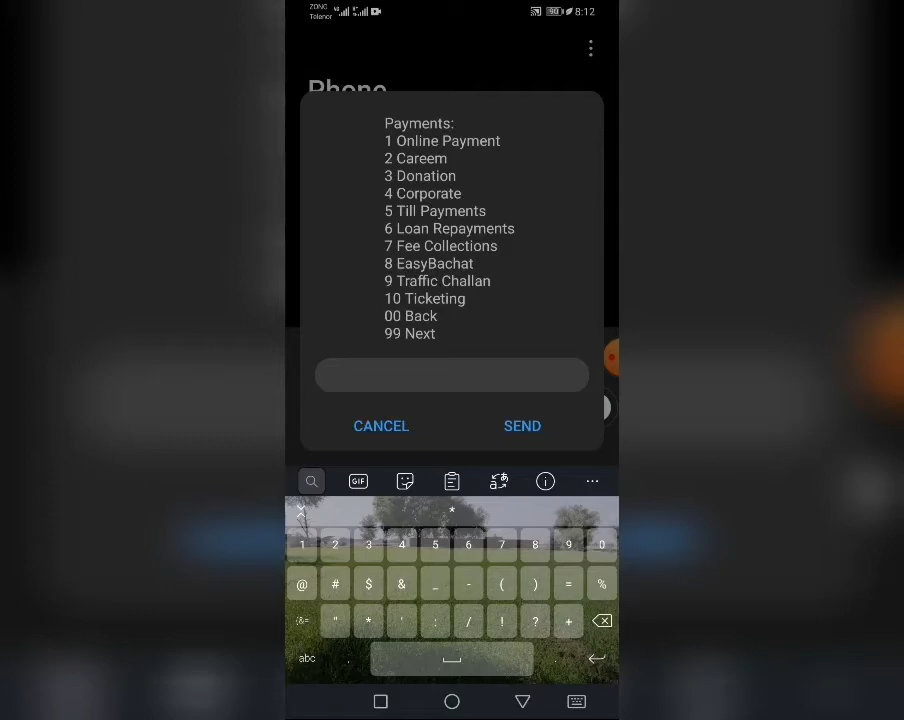 ZONG
Telenor
90
8:12
Phone
Payments:
1 Online Payment
2 Careem
3 Donation
4 Corporate
5 Till Payments
6 Loan Repayments
7 Fee Collections
8 EasyBachat
9 Traffic Challan
10 Ticketing
00 Back
99 Next
CANCEL SEND
GIF
*
1 2 3 4 5 6 7 8 9 0
@ # $ & _ - ( ) = %
{&= " * ' : / ! ? +
abc , .